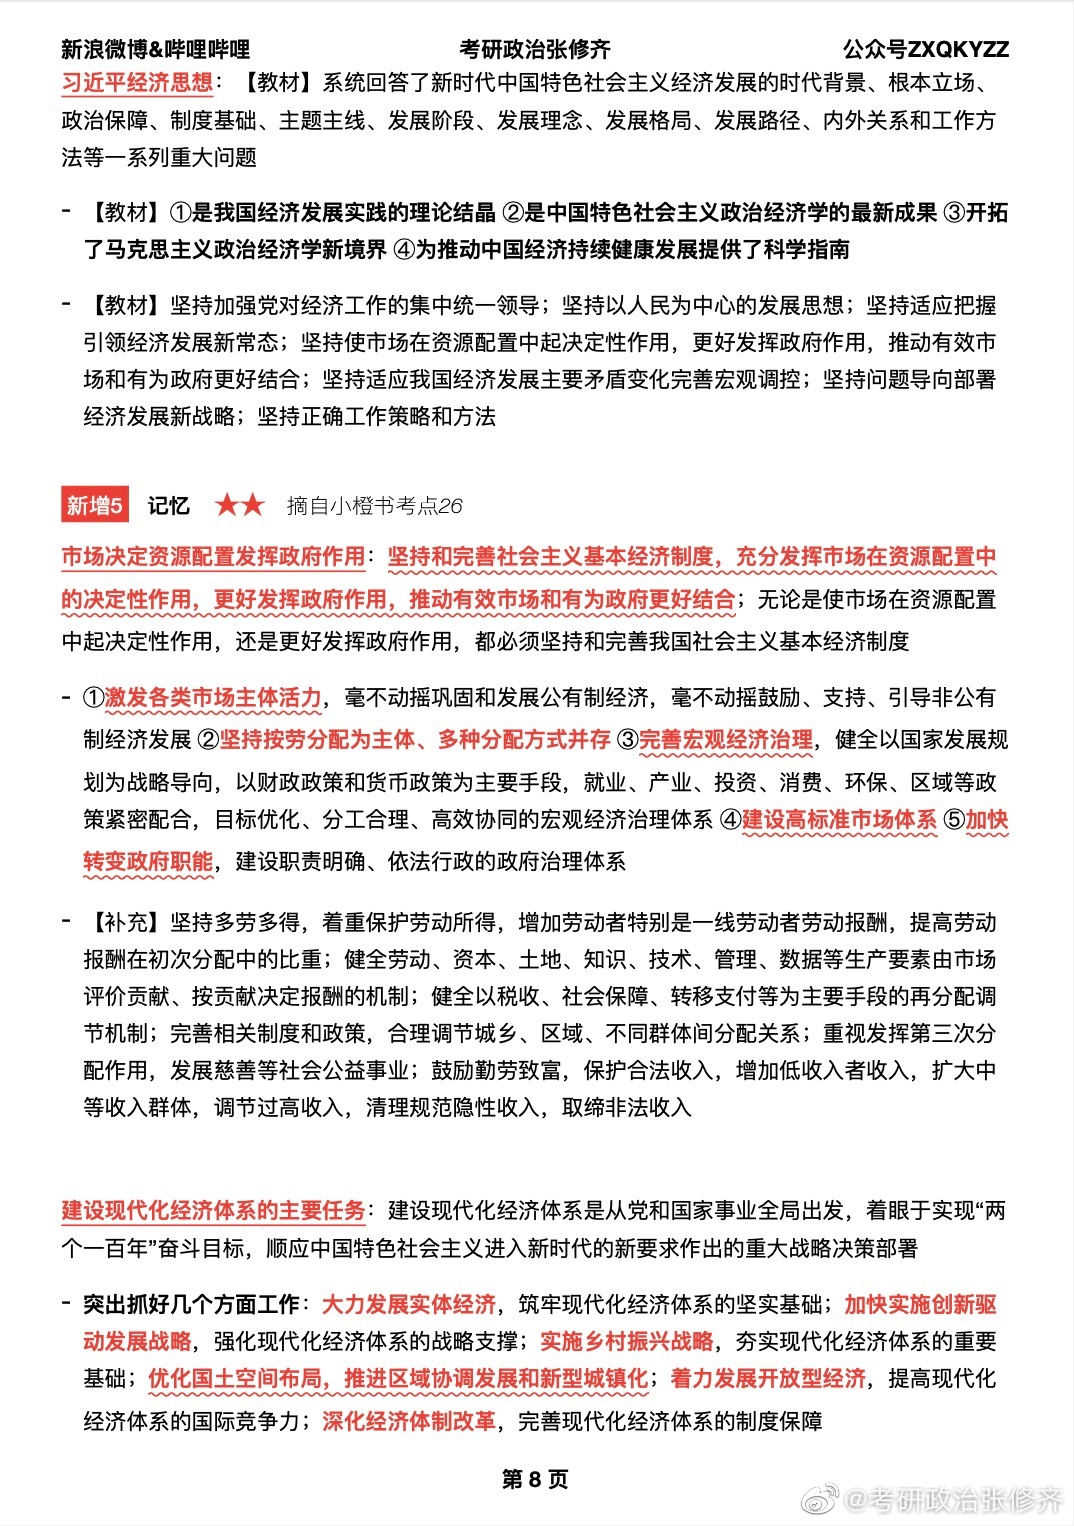 新浪微博&哔哩哔哩 考研政治张修齐 公众号ZXQKYZZ
习近平经济思想：【教材】系统回答了新时代中国特色社会主义经济发展的时代背景、根本立场、
政治保障、制度基础、主题主线、发展阶段、发展理念、发展格局、发展路径、内外关系和工作方
法等一系列重大问题
- 【教材】①是我国经济发展实践的理论结晶 ②是中国特色社会主义政治经济学的最新成果 ③开拓
了马克思主义政治经济学新境界 ④为推动中国经济持续健康发展提供了科学指南
- 【教材】坚持加强党对经济工作的集中统一领导；坚持以人民为中心的发展思想；坚持适应把握
引领经济发展新常态；坚持使市场在资源配置中起决定性作用，更好发挥政府作用，推动有效市
场和有为政府更好结合；坚持适应我国经济发展主要矛盾变化完善宏观调控；坚持问题导向部署
经济发展新战略；坚持正确工作策略和方法
新增5 记忆 ★★ 摘自小橙书考点26
市场决定资源配置发挥政府作用：坚持和完善社会主义基本经济制度，充分发挥市场在资源配置中
的决定性作用，更好发挥政府作用，推动有效市场和有为政府更好结合；无论是使市场在资源配置
中起决定性作用，还是更好发挥政府作用，都必须坚持和完善我国社会主义基本经济制度
- ①激发各类市场主体活力，毫不动摇巩固和发展公有制经济，毫不动摇鼓励、支持、引导非公有
制经济发展 ②坚持按劳分配为主体、多种分配方式并存 ③完善宏观经济治理，健全以国家发展规
划为战略导向，以财政政策和货币政策为主要手段，就业、产业、投资、消费、环保、区域等政
策紧密配合，目标优化、分工合理、高效协同的宏观经济治理体系 ④建设高标准市场体系 ⑤加快
转变政府职能，建设职责明确、依法行政的政府治理体系
- 【补充】坚持多劳多得，着重保护劳动所得，增加劳动者特别是一线劳动者劳动报酬，提高劳动
报酬在初次分配中的比重；健全劳动、资本、土地、知识、技术、管理、数据等生产要素由市场
评价贡献、按贡献决定报酬的机制；健全以税收、社会保障、转移支付等为主要手段的再分配调
节机制；完善相关制度和政策，合理调节城乡、区域、不同群体间分配关系；重视发挥第三次分
配作用，发展慈善等社会公益事业；鼓励勤劳致富，保护合法收入，增加低收入者收入，扩大中
等收入群体，调节过高收入，清理规范隐性收入，取缔非法收入
建设现代化经济体系的主要任务：建设现代化经济体系是从党和国家事业全局出发，着眼于实现“两
个一百年”奋斗目标，顺应中国特色社会主义进入新时代的新要求作出的重大战略决策部署
- 突出抓好几个方面工作：大力发展实体经济，筑牢现代化经济体系的坚实基础；加快实施创新驱
动发展战略，强化现代化经济体系的战略支撑；实施乡村振兴战略，夯实现代化经济体系的重要
基础；优化国土空间布局，推进区域协调发展和新型城镇化；着力发展开放型经济，提高现代化
经济体系的国际竞争力；深化经济体制改革，完善现代化经济体系的制度保障
第 8 页
@考研政治张修齐